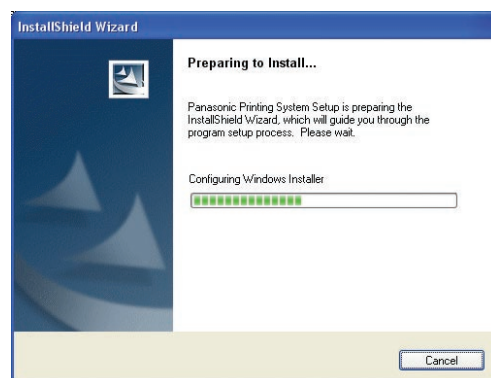 InstallShield Wizard
Preparing to Install...
Panasonic Printing System Setup is preparing the
InstallShield Wizard, which will guide you through the
program setup process.  Please wait.
Configuring Windows Installer
Cancel